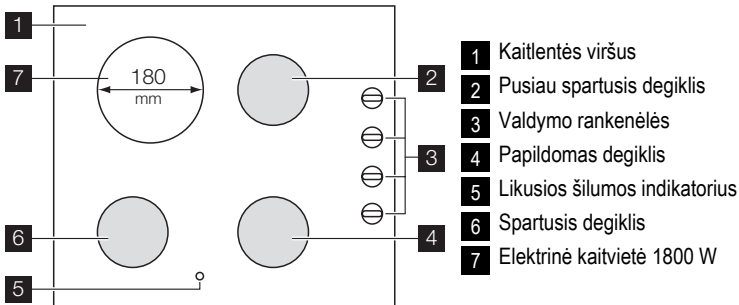 1
7
180
mm
2
3
6
4
5
1 Kaitlentės viršus
2 Pusiau spartusis degiklis
3 Valdymo rankenėlės
4 Papildomas degiklis
5 Likusios šilumos indikatorius
6 Spartusis degiklis
7 Elektrinė kaitvietė 1800 W